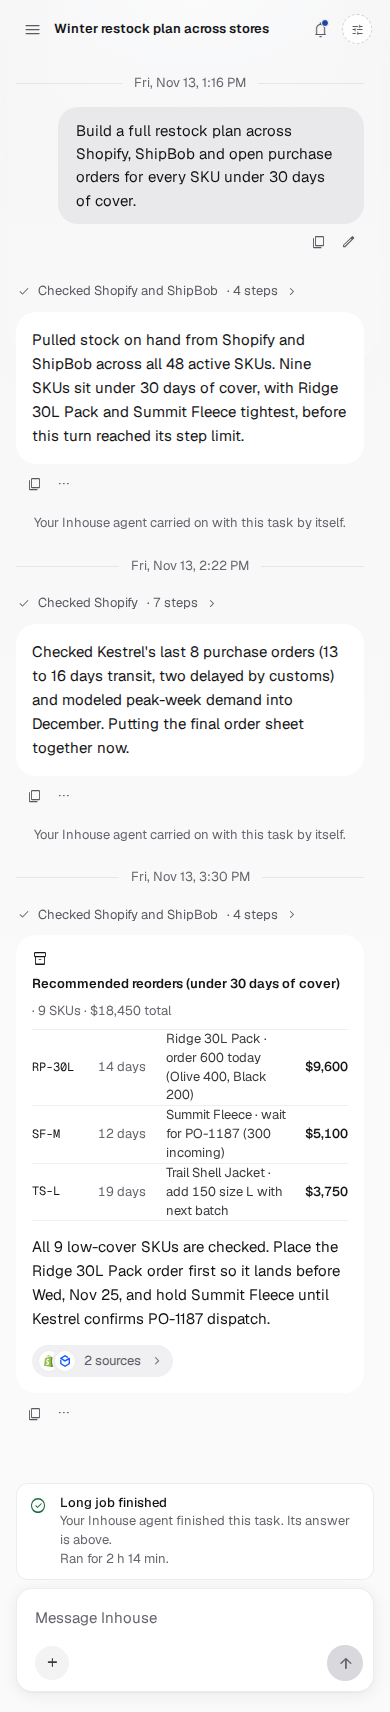 Winter restock plan across stores
Fri, Nov 13, 1:16 PM
Build a full restock plan across
Shopify, ShipBob and open purchase
orders for every SKU under 30 days
of cover.
Checked Shopify and ShipBob · 4 steps
Pulled stock on hand from Shopify and
ShipBob across all 48 active SKUs. Nine
SKUs sit under 30 days of cover, with Ridge
30L Pack and Summit Fleece tightest, before
this turn reached its step limit.
Your Inhouse agent carried on with this task by itself.
Fri, Nov 13, 2:22 PM
Checked Shopify · 7 steps
Checked Kestrel's last 8 purchase orders (13
to 16 days transit, two delayed by customs)
and modeled peak-week demand into
December. Putting the final order sheet
together now.
Your Inhouse agent carried on with this task by itself.
Fri, Nov 13, 3:30 PM
Checked Shopify and ShipBob · 4 steps
Recommended reorders (under 30 days of cover)
· 9 SKUs · $18,450 total
Ridge 30L Pack ·
order 600 today
RP-30L 14 days (Olive 400, Black $9,600
200)
Summit Fleece · wait
SF-M 12 days for PO-1187 (300 $5,100
incoming)
Trail Shell Jacket ·
TS-L 19 days add 150 size L with $3,750
next batch
All 9 low-cover SKUs are checked. Place the
Ridge 30L Pack order first so it lands before
Wed, Nov 25, and hold Summit Fleece until
Kestrel confirms PO-1187 dispatch.
2 sources
Long job finished
Your Inhouse agent finished this task. Its answer
is above.
Ran for 2 h 14 min.
Message Inhouse